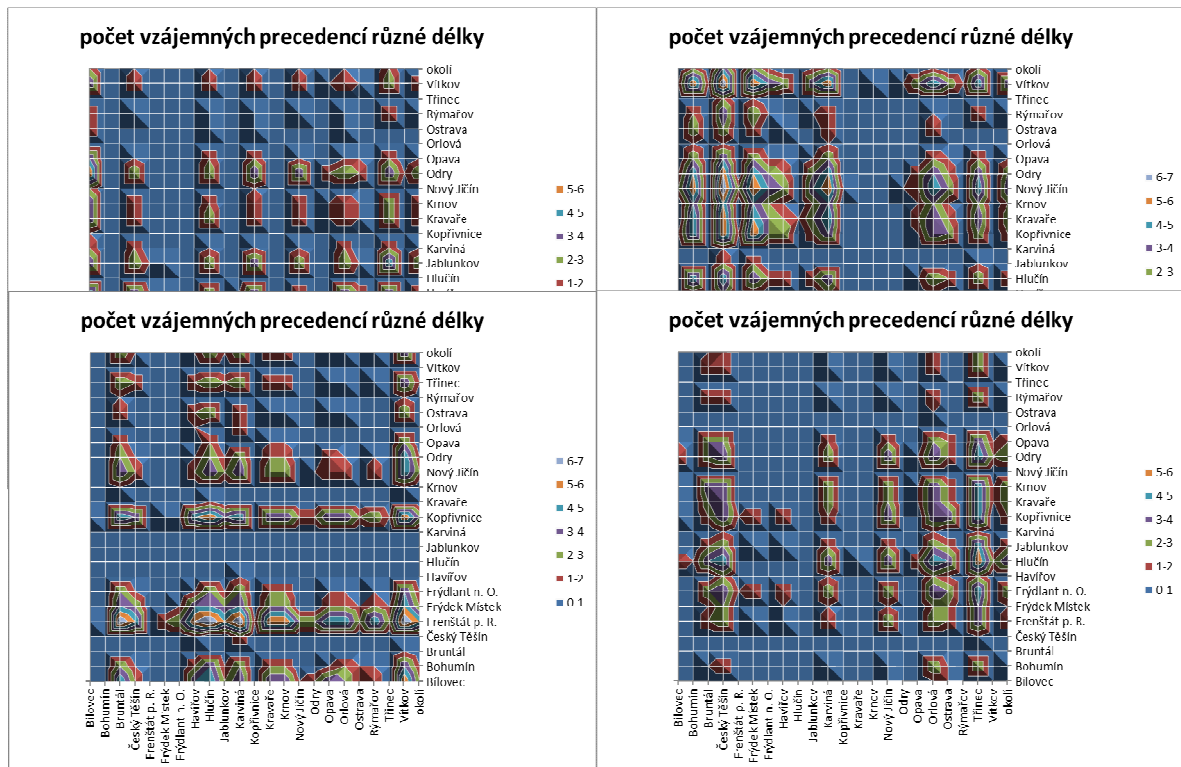 počet vzájemných precedencí různé délky
okolí
Vítkov
Třinec
Rýmařov
Ostrava
Orlová
Opava
Odry
Nový Jičín
Krnov
Kravaře
Kopřivnice
Karviná
Jablunkov
Hlučín
5-6
4-5
3-4
2-3
1-2
počet vzájemných precedencí různé délky
okolí
Vítkov
Třinec
Rýmařov
Ostrava
Orlová
Opava
Odry
Nový Jičín
Krnov
Kravaře
Kopřivnice
Karviná
Jablunkov
Hlučín
6-7
5-6
4-5
3-4
2-3
počet vzájemných precedencí různé délky
okolí
Vítkov
Třinec
Rýmařov
Ostrava
Orlová
Opava
Odry
Nový Jičín
Krnov
Kravaře
Kopřivnice
Karviná
Jablunkov
Hlučín
Havířov
Frýdlant n. O.
Frýdek Místek
Frenštát p. R.
Český Těšín
Bruntál
Bohumín
Bílovec
6-7
5-6
4-5
3-4
2-3
1-2
0-1
Bílovec
Bohumín
Bruntál
Český Těšín
Frenštát p. R.
Frýdek Místek
Frýdlant n. O.
Havířov
Hlučín
Jablunkov
Karviná
Kopřivnice
Kravaře
Krnov
Nový Jičín
Odry
Opava
Orlová
Ostrava
Rýmařov
Třinec
Vítkov
okolí
počet vzájemných precedencí různé délky
okolí
Vítkov
Třinec
Rýmařov
Ostrava
Orlová
Opava
Odry
Nový Jičín
Krnov
Kravaře
Kopřivnice
Karviná
Jablunkov
Hlučín
Havířov
Frýdlant n. O.
Frýdek Místek
Frenštát p. R.
Český Těšín
Bruntál
Bohumín
Bílovec
5-6
4-5
3-4
2-3
1-2
0-1
Bílovec
Bohumín
Bruntál
Český Těšín
Frenštát p. R.
Frýdek Místek
Frýdlant n. O.
Havířov
Hlučín
Jablunkov
Karviná
Kopřivnice
Kravaře
Krnov
Nový Jičín
Odry
Opava
Orlová
Ostrava
Rýmařov
Třinec
Vítkov
okolí